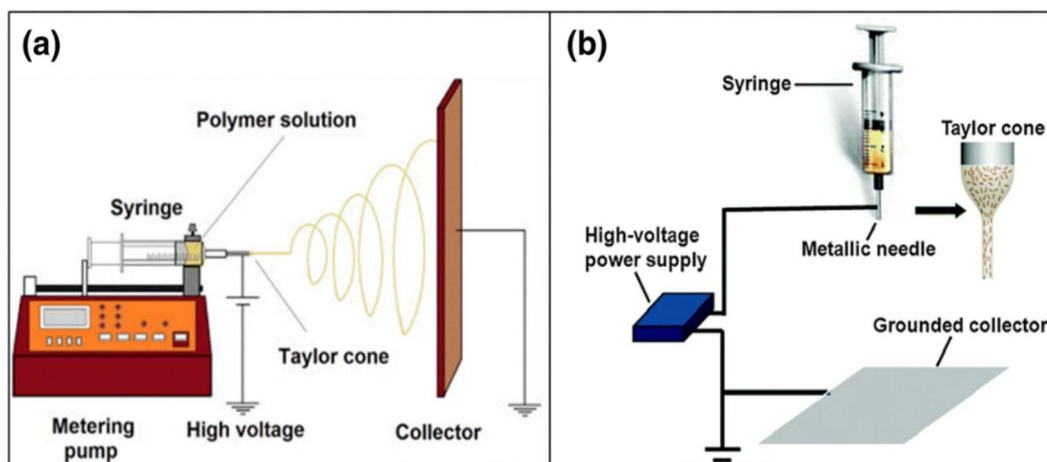 (a)
Polymer solution
Syringe
Taylor cone
Metering
pump
High voltage
Collector
(b)
Syringe
Taylor cone
Metallic needle
High-voltage
power supply
Grounded collector